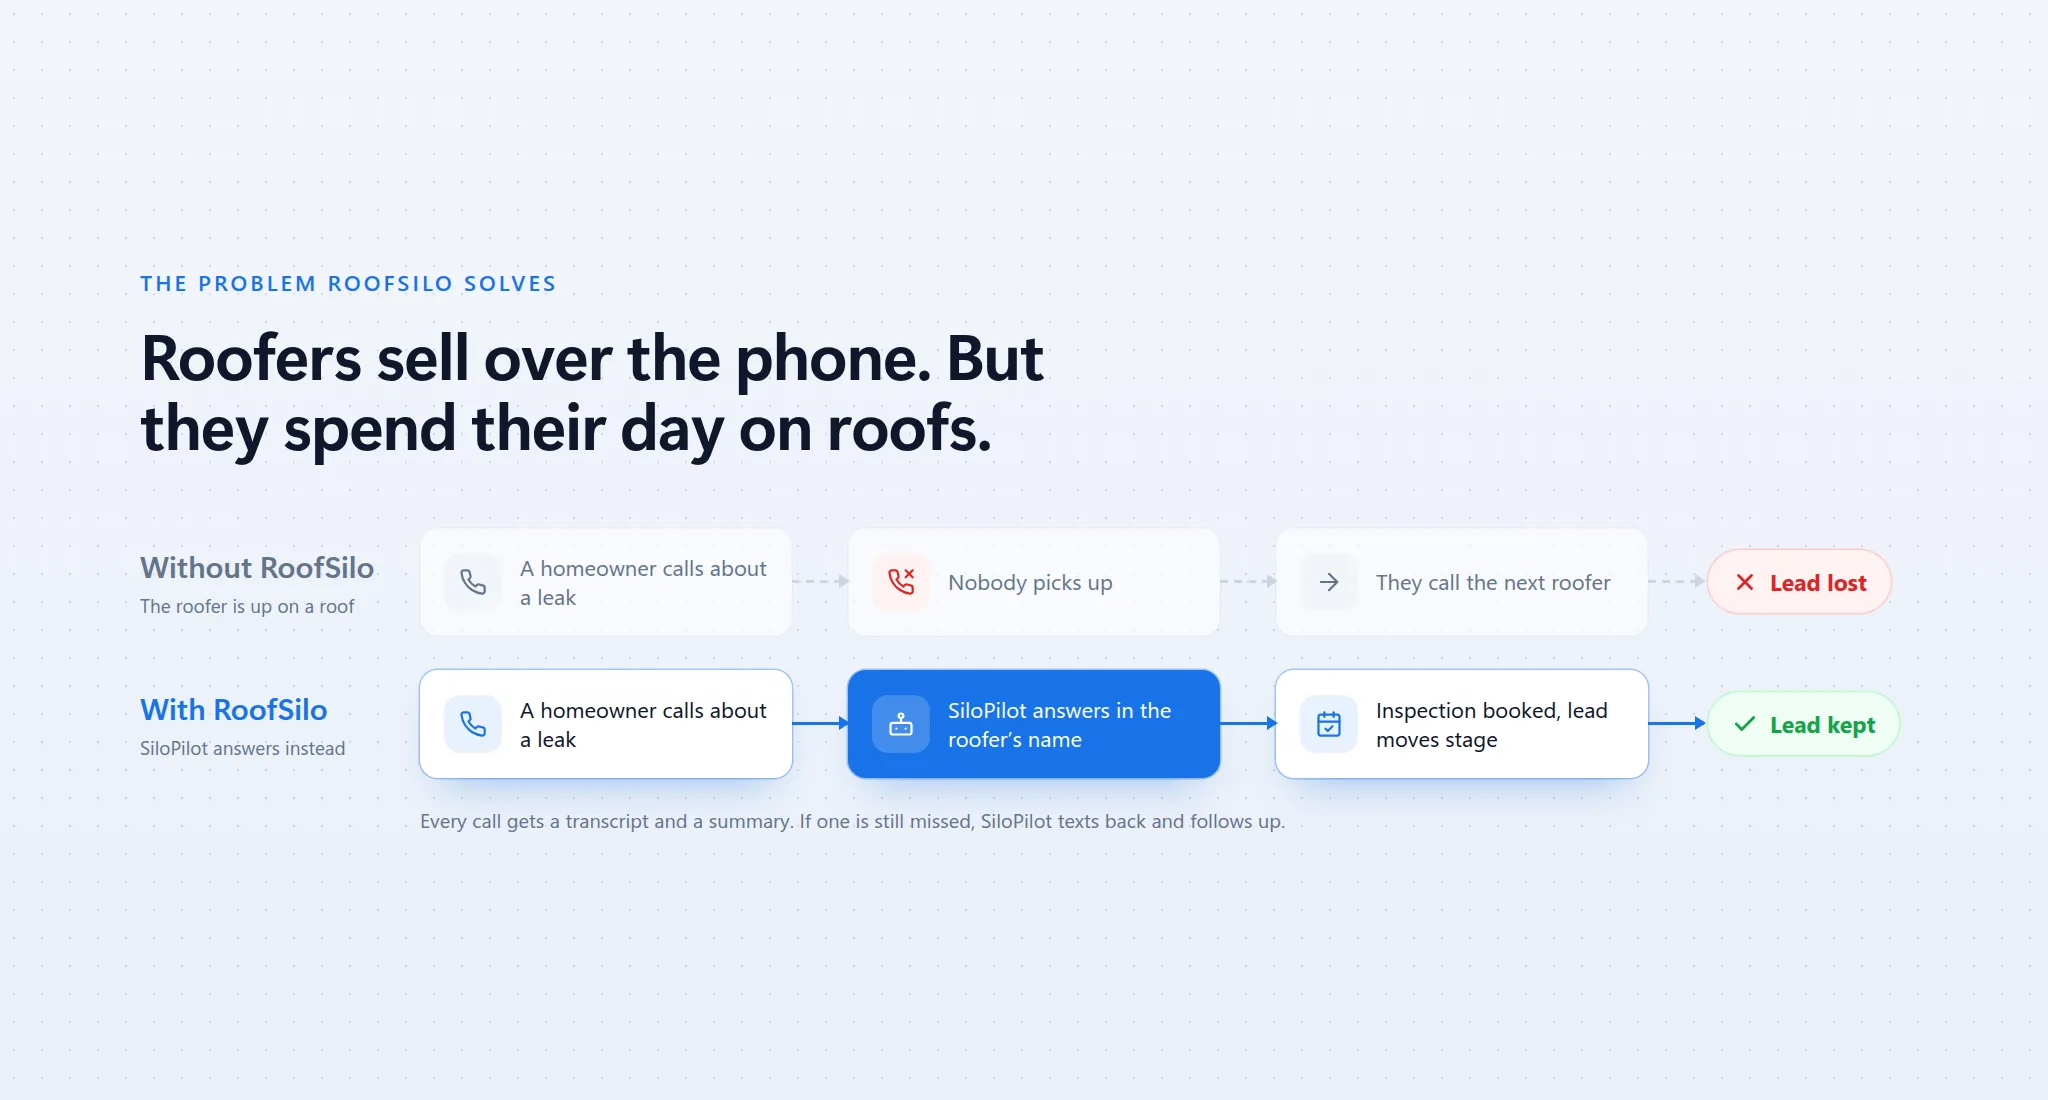 THE PROBLEM ROOFSILO SOLVES
Roofers sell over the phone. But
they spend their day on roofs.
Without RoofSilo
The roofer is up on a roof
A homeowner calls about
a leak
Nobody picks up
They call the next roofer
Lead lost
With RoofSilo
SiloPilot answers instead
A homeowner calls about
a leak
SiloPilot answers in the
roofer’s name
Inspection booked, lead
moves stage
Lead kept
Every call gets a transcript and a summary. If one is still missed, SiloPilot texts back and follows up.